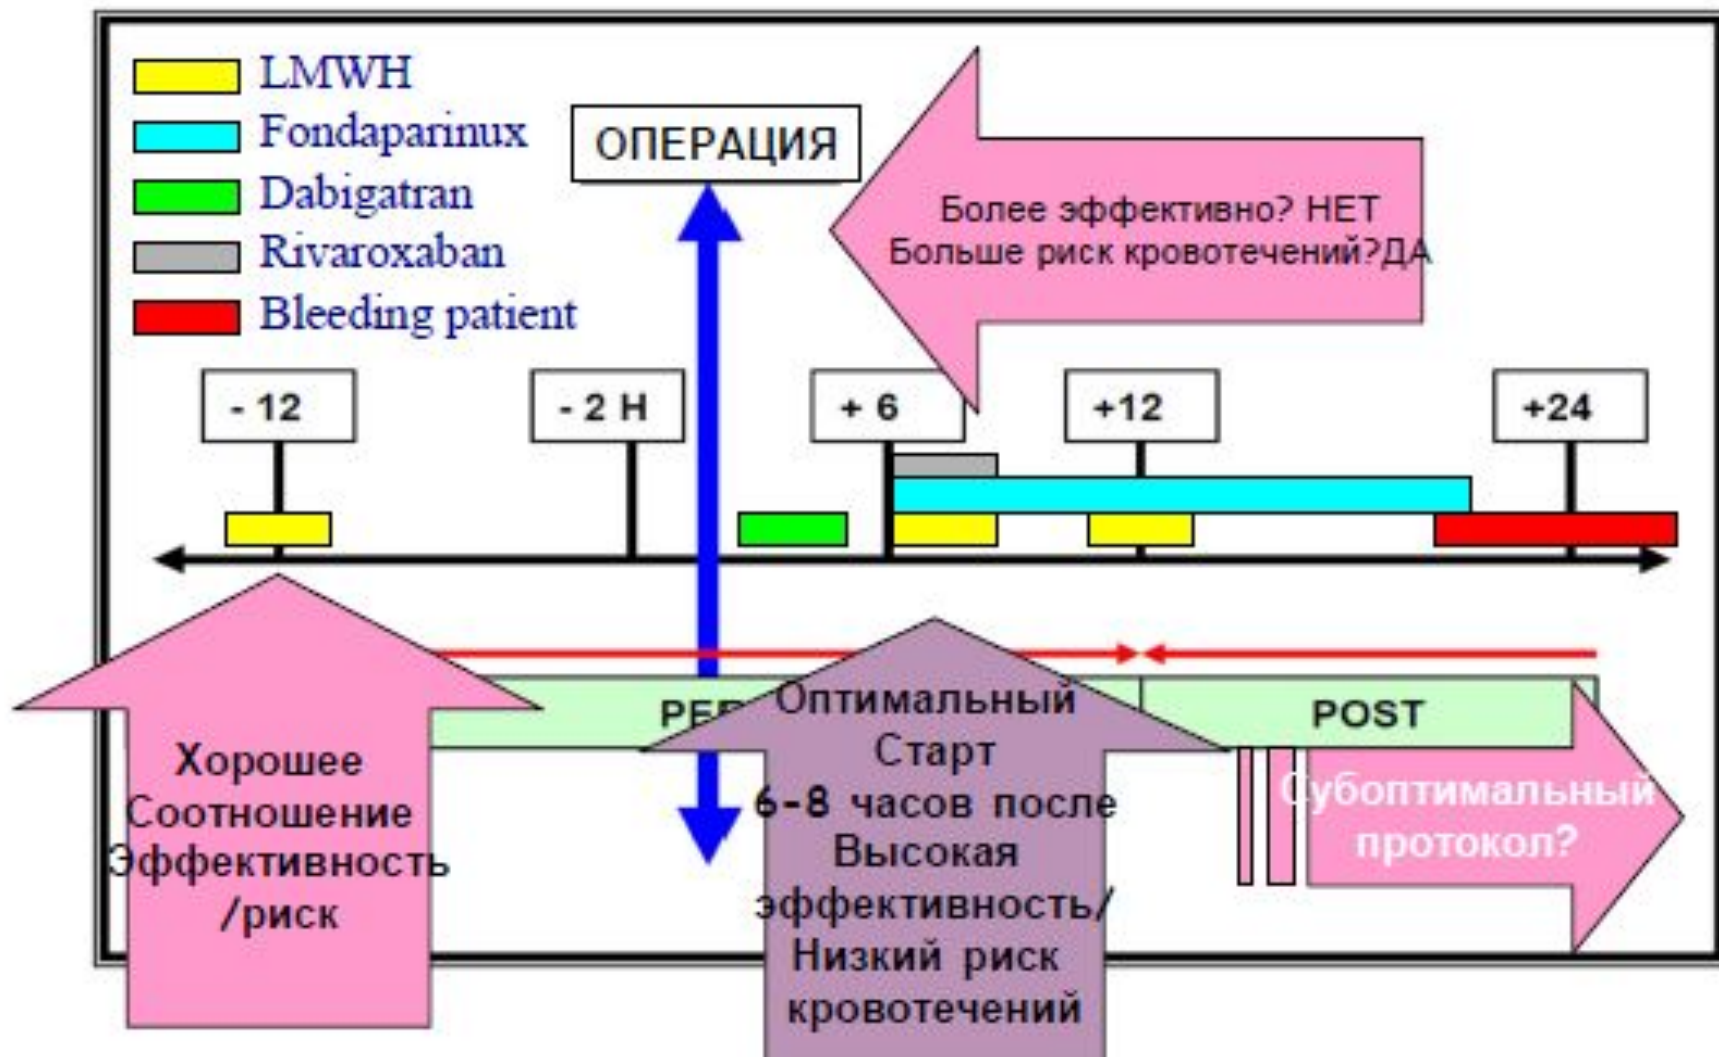 LMWH
Fondaparinux
Dabigatran
Rivaroxaban
Bleeding patient
ОПЕРАЦИЯ
Более эффективно? НЕТ
Больше риск кровотечений?ДА
- 12
- 2 H
+ 6
+12
+24
POST
Хорошее
Соотношение
Эффективность
/риск
Оптимальный
Старт
6-8 часов после
Высокая
эффективность/
Низкий риск
кровотечений
Субоптимальный
протокол?